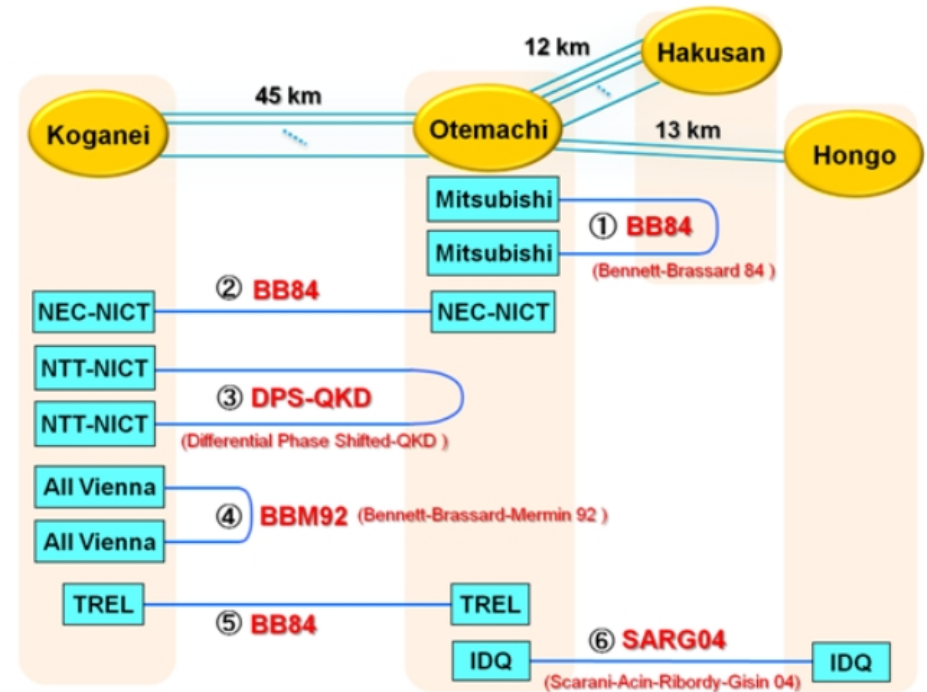 12 km
Hakusan
45 km
Koganei
Otemachi
13 km
Hongo
Mitsubishi
① BB84
Mitsubishi
(Bennett-Brassard 84 )
② BB84
NEC-NICT
NEC-NICT
NTT-NICT
③ DPS-QKD
NTT-NICT
(Differential Phase Shifted-QKD )
All Vienna
④ BBM92 (Bennett-Brassard-Mermin 92 )
All Vienna
TREL
TREL
⑤ BB84
⑥ SARG04
IDQ
IDQ
(Scarani-Acin-Ribordy-Gisin 04)